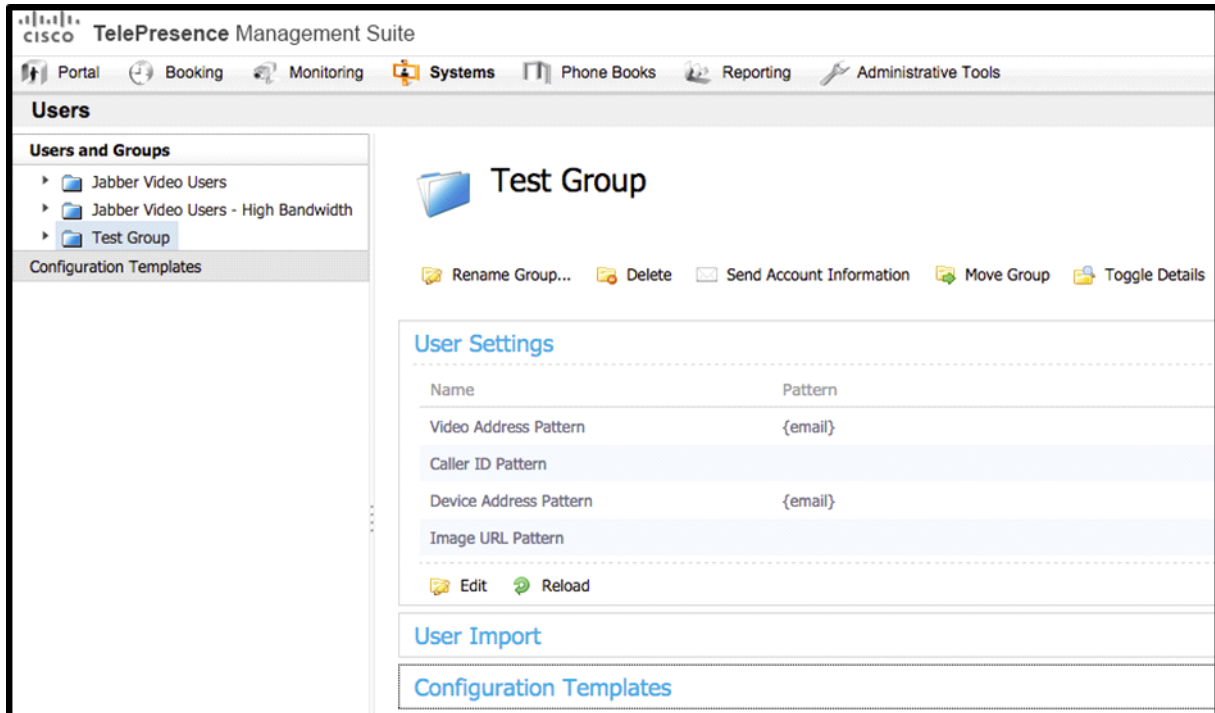 CISCO TelePresence Management Suite
Portal Booking Monitoring Systems Phone Books Reporting Administrative Tools
Users
Users and Groups
Jabber Video Users
Jabber Video Users - High Bandwidth
Test Group
Configuration Templates
Test Group
Rename Group... Delete Send Account Information Move Group Toggle Details
User Settings
Name Pattern
Video Address Pattern {email}
Caller ID Pattern
Device Address Pattern {email}
Image URL Pattern
Edit Reload
User Import
Configuration Templates